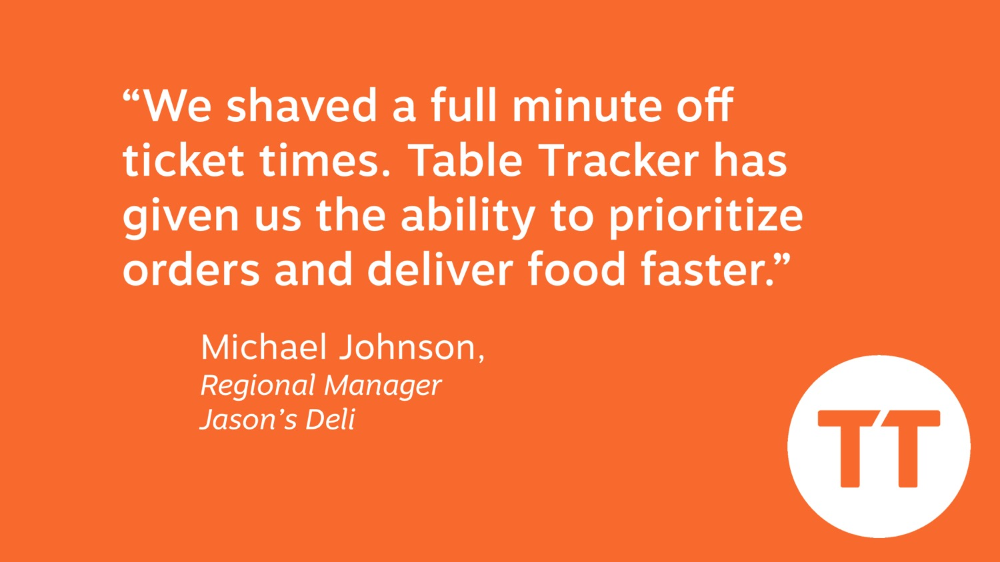 “We shaved a full minute off
ticket times. Table Tracker has
given us the ability to prioritize
orders and deliver food faster.”
Michael Johnson,
Regional Manager
Jason’s Deli
TT